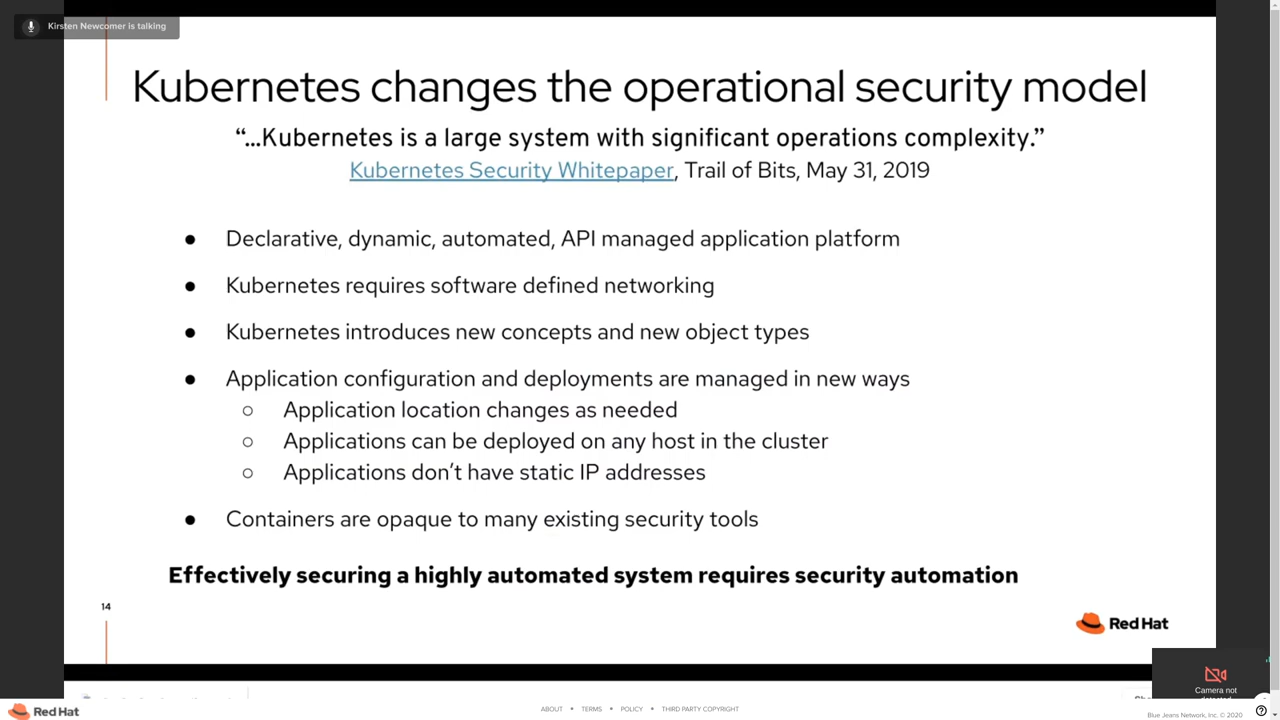 Kirsten Newcomer is talking
Kubernetes changes the operational security model
“...Kubernetes is a large system with significant operations complexity.”
Kubernetes Security Whitepaper, Trail of Bits, May 31, 2019
● Declarative, dynamic, automated, API managed application platform
● Kubernetes requires software defined networking
● Kubernetes introduces new concepts and new object types
● Application configuration and deployments are managed in new ways
○ Application location changes as needed
○ Applications can be deployed on any host in the cluster
○ Applications don’t have static IP addresses
● Containers are opaque to many existing security tools
Effectively securing a highly automated system requires security automation
14
Red Hat
Camera not
Red Hat
ABOUT • TERMS • POLICY • THIRD PARTY COPYRIGHT
Blue Jeans Network, Inc. © 2020